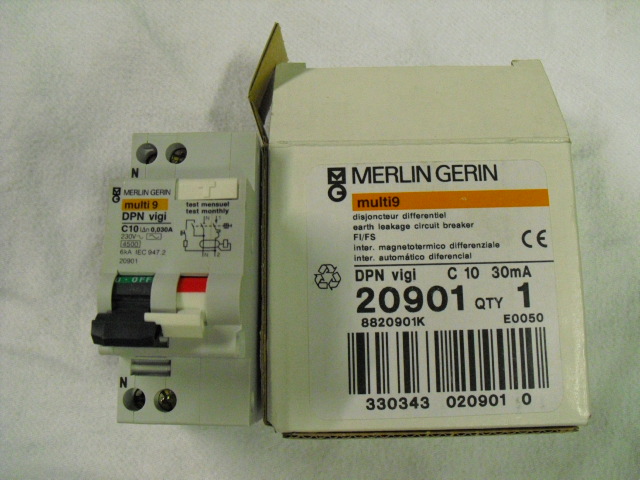 N
MERLIN GERIN
multi 9
DPN vigi
C10 IΔn 0,030A
230V~
4500
6kA IEC 947.2
20901
test mensuel
test monthly
N 1
N 2
I · OFF
N
MERLIN GERIN
multi9
disjoncteur differentiel
earth leakage circuit breaker
FI/FS
inter. magnetotermico differenziale
inter. automático diferencial
CE
DPN vigi C 10 30mA
20901 QTY 1
8820901K E0050
330343 020901 0